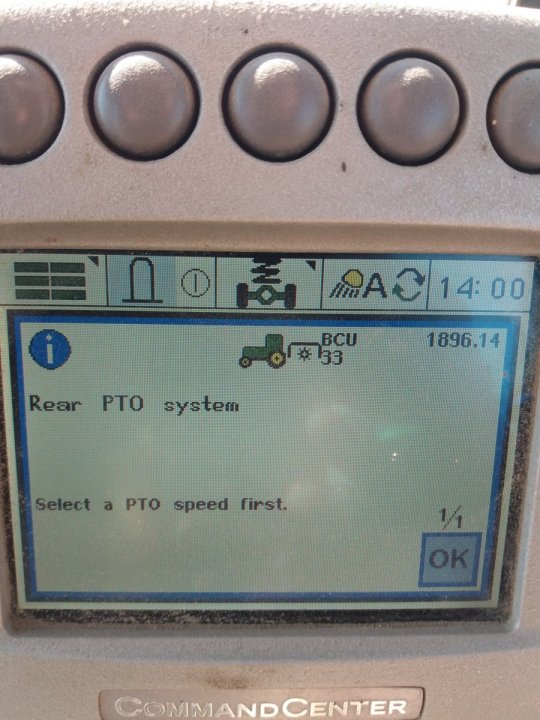 A 14:00
i BCU 1896.14
33
Rear PTO system
Select a PTO speed first.
1/1
OK
COMMANDCENTER